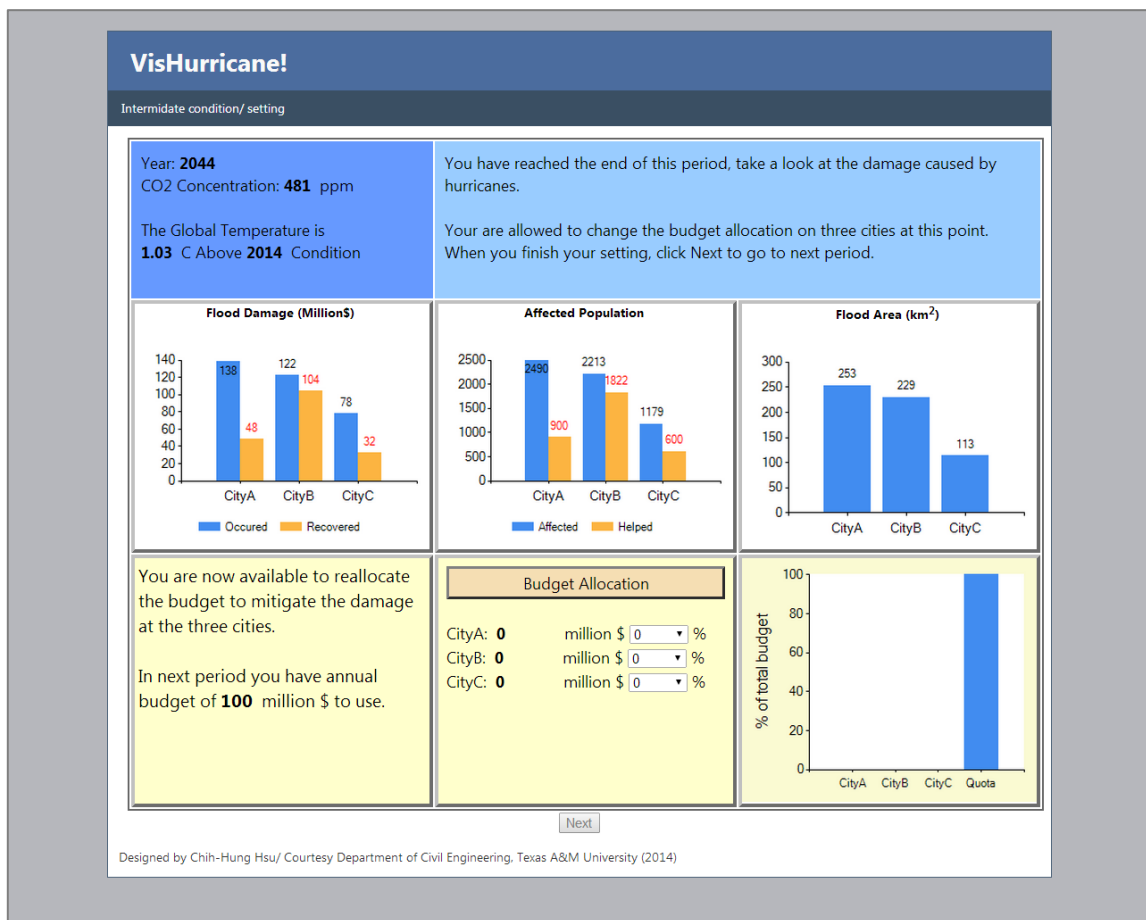 VisHurricane!
Intermidate condition/ setting
Year: 2044
CO2 Concentration: 481 ppm
The Global Temperature is
1.03 C Above 2014 Condition
You have reached the end of this period, take a look at the damage caused by
hurricanes.
Your are allowed to change the budget allocation on three cities at this point.
When you finish your setting, click Next to go to next period.
Flood Damage (Million$)
140
120
100
80
60
40
20
0
138
48
122
104
78
32
CityA CityB CityC
Occured Recovered
Affected Population
2500
2000
1500
1000
500
0
2490
900
2213
1822
1179
600
CityA CityB CityC
Affected Helped
Flood Area (km2)
300
250
200
150
100
50
0
253
229
113
CityA CityB CityC
You are now available to reallocate
the budget to mitigate the damage
at the three cities.
In next period you have annual
budget of 100 million $ to use.
Budget Allocation
CityA: 0 million $ 0 %
CityB: 0 million $ 0 %
CityC: 0 million $ 0 %
% of total budget
100
80
60
40
20
0
CityA CityB CityC Quota
Next
Designed by Chih-Hung Hsu/ Courtesy Department of Civil Engineering, Texas A&M University (2014)